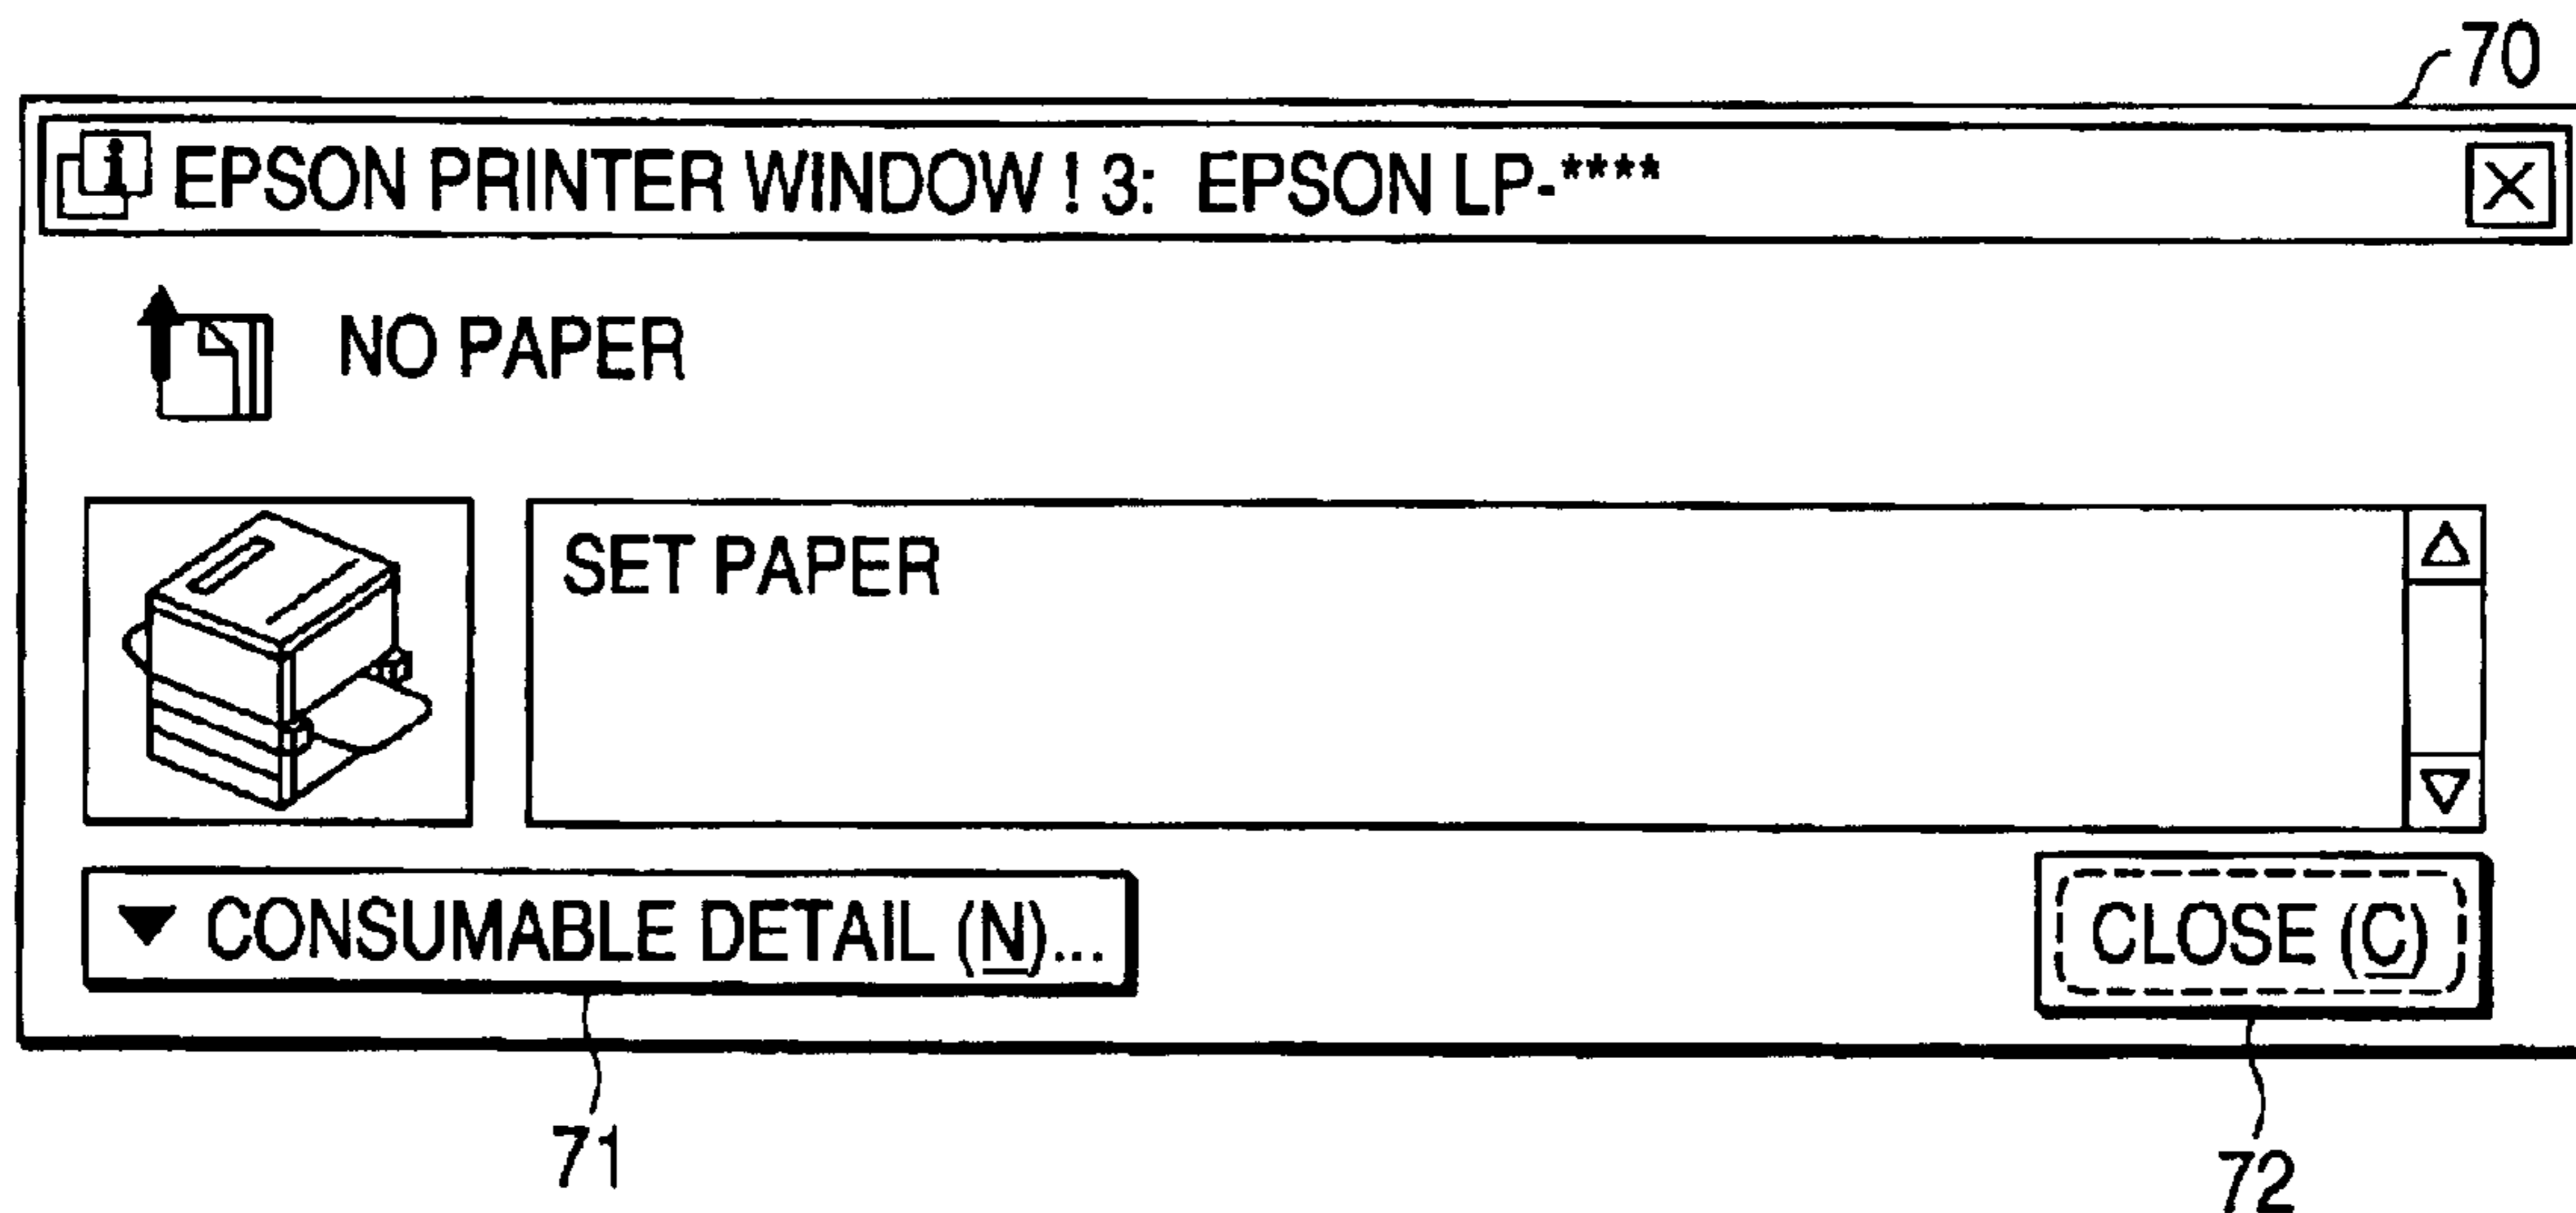 70
EPSON PRINTER WINDOW ! 3: EPSON LP-****
NO PAPER
SET PAPER
CONSUMABLE DETAIL (N)...
CLOSE (C)
71
72